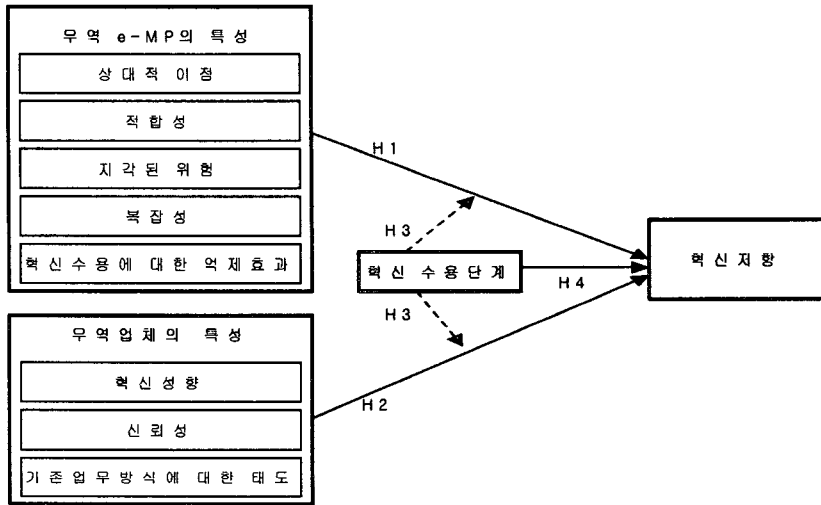 무역 e-MP의 특성
상대적 이점
적합성
지각된 위험
복잡성
혁신수용에 대한 억제효과
H1
H3
혁신 수용단계
H4
혁신저항
H3
무역업체의 특성
혁신성향
신뢰성
기존업무방식에 대한 태도
H2